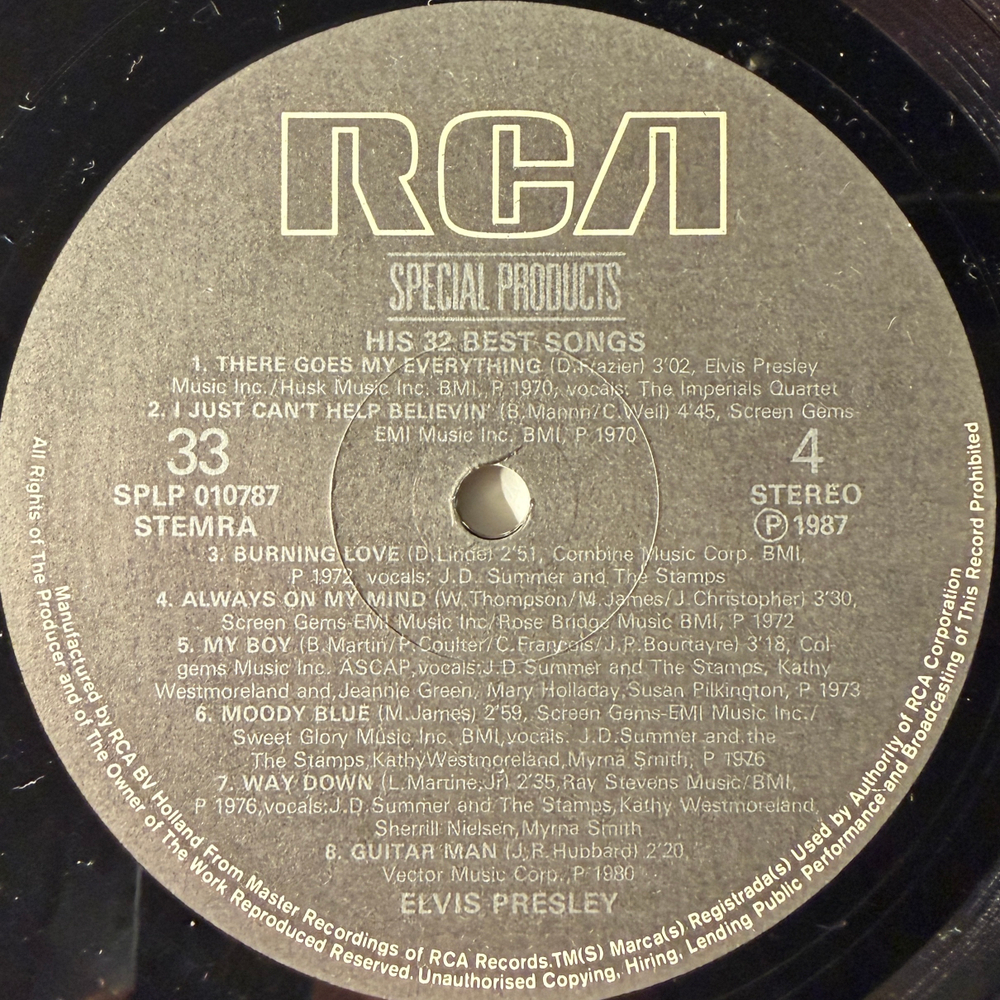 RCA
SPECIAL PRODUCTS
HIS 32 BEST SONGS
1. THERE GOES MY EVERYTHING (D.Frazier) 3'02, Elvis Presley
Music Inc./Husk Music Inc. BMI, P 1970, vocals: The Imperials Quartet
2. I JUST CAN'T HELP BELIEVIN' (B.Mannn/C.Weil) 4'45, Screen Gems-
EMI Music Inc. BMI, P 1970
33
SPLP 010787
STEMRA
4
STEREO
Ⓟ 1987
3. BURNING LOVE (D.Linde) 2'51, Combine Music Corp. BMI,
P 1972, vocals: J.D. Summer and The Stamps
4. ALWAYS ON MY MIND (W.Thompson/M.James/J.Christopher) 3'30,
Screen Gems-EMI Music Inc/Rose Bridge Music BMI, P 1972
5. MY BOY (B.Martin/P.Coulter/C.François/J.P.Bourtayre) 3'18, Col-
gems Music Inc. ASCAP,vocals:J.D.Summer and The Stamps, Kathy
Westmoreland and,Jeannie Green, Mary Holladay,Susan Pilkington, P 1973
6. MOODY BLUE (M.James) 2'59, Screen Gems-EMI Music Inc./
Sweet Glory Music Inc. BMI,vocals: J.D.Summer and the
The Stamps,KathyWestmoreland,Myrna Smith, P 1976
7. WAY DOWN (L.Martine,Jr) 2'35,Ray Stevens Music/BMI,
P 1976,vocals:J.D.Summer and The Stamps,Kathy Westmoreland,
Sherrill Nielsen,Myrna Smith
8. GUITAR MAN (J.R.Hubbard) 2'20,
Vector Music Corp.,P 1980
ELVIS PRESLEY
Manufactured by RCA BV Holland From Master Recordings of RCA Records.TM(S) Marca(s) Registrada(s) Used by Authority of RCA Corporation
All Rights of The Producer and of The Owner of The Work Reproduced Reserved. Unauthorised Copying, Hiring, Lending Public Performance and Broadcasting of This Record Prohibited